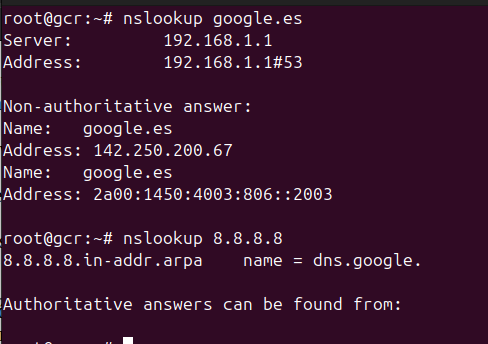 root@gcr:~# nslookup google.es
Server:         192.168.1.1
Address:        192.168.1.1#53

Non-authoritative answer:
Name:   google.es
Address: 142.250.200.67
Name:   google.es
Address: 2a00:1450:4003:806::2003

root@gcr:~# nslookup 8.8.8.8
8.8.8.8.in-addr.arpa    name = dns.google.

Authoritative answers can be found from: